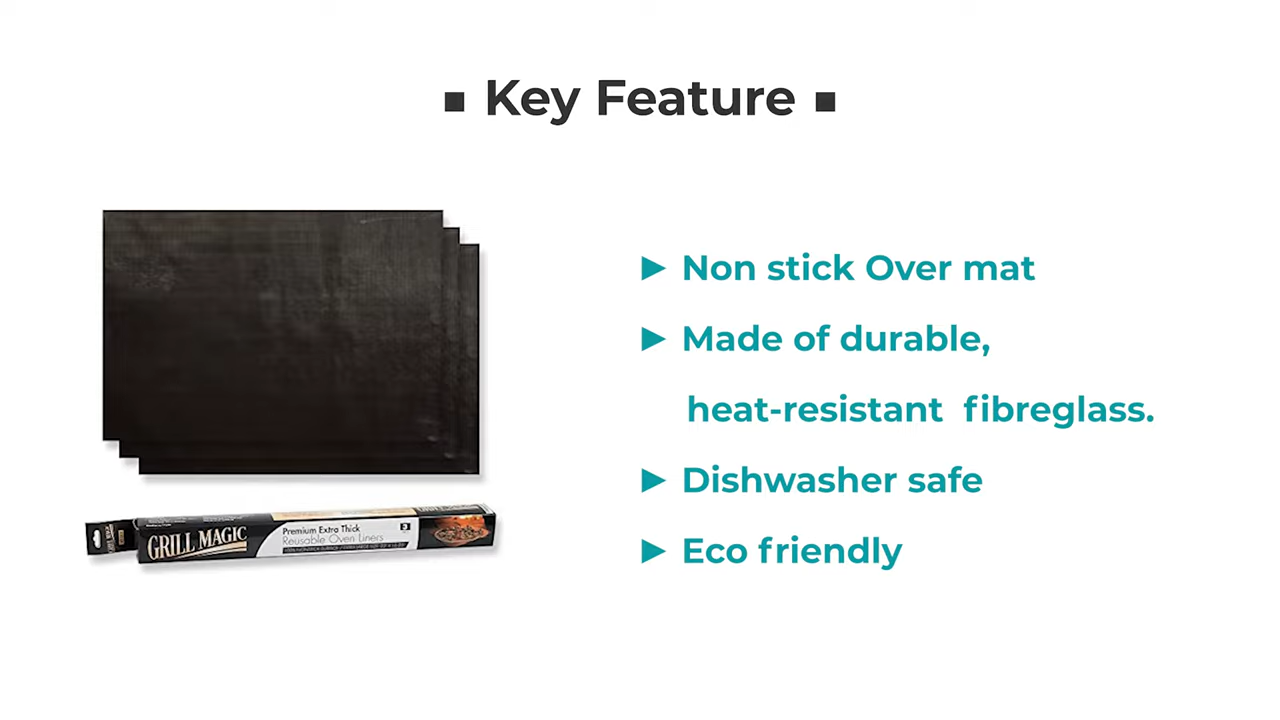 ▪ Key Feature ▪
► Non stick Over mat
► Made of durable,
heat-resistant fibreglass.
► Dishwasher safe
► Eco friendly
GRILL MAGIC
Premium Extra Thick
Reusable Oven Liners
3